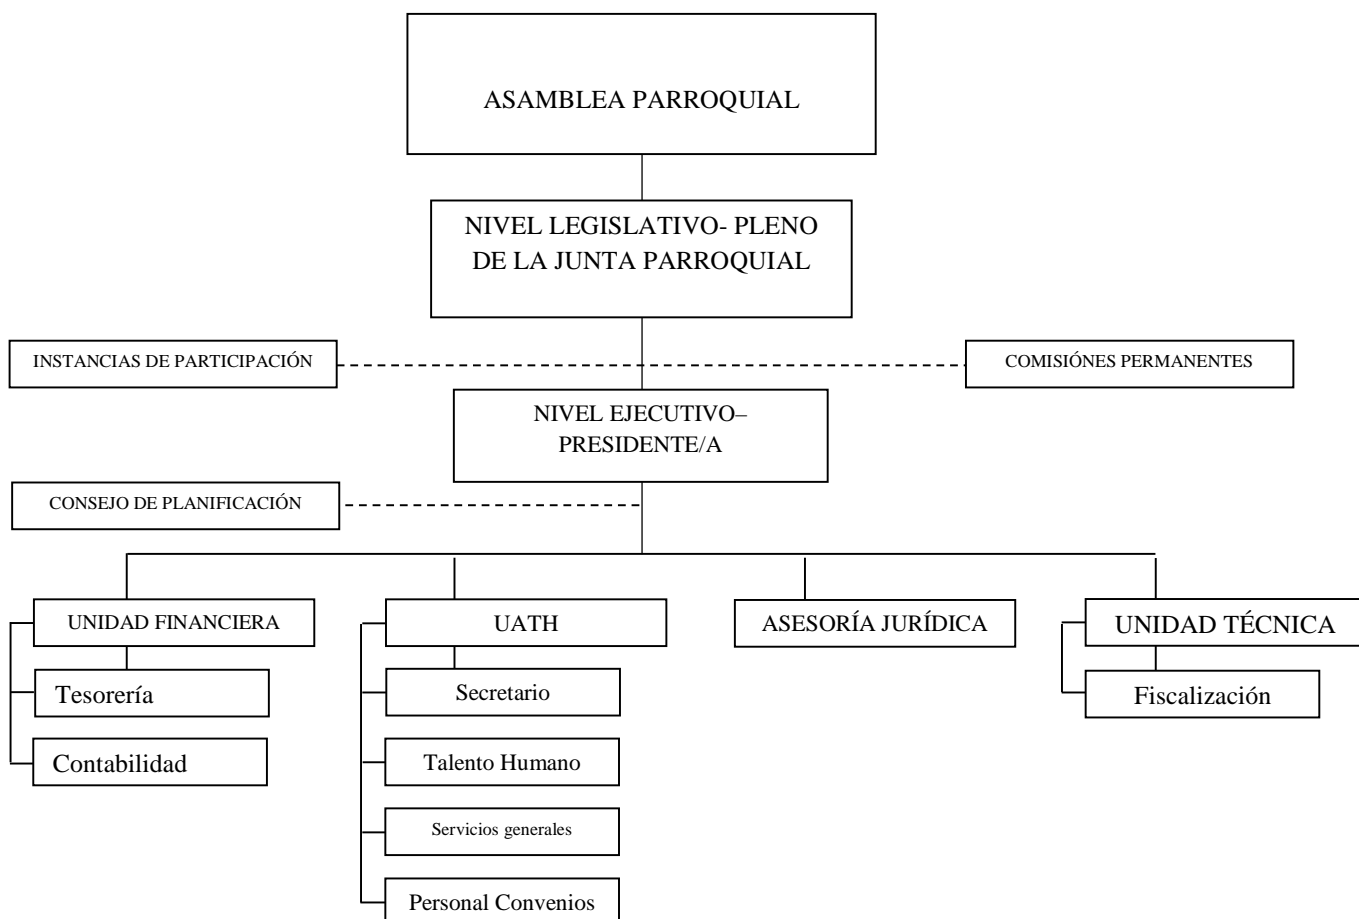 ASAMBLEA PARROQUIAL
NIVEL LEGISLATIVO- PLENO
DE LA JUNTA PARROQUIAL
INSTANCIAS DE PARTICIPACIÓN
COMISIÓNES PERMANENTES
NIVEL EJECUTIVO–
PRESIDENTE/A
CONSEJO DE PLANIFICACIÓN
UNIDAD FINANCIERA
UATH
ASESORÍA JURÍDICA
UNIDAD TÉCNICA
Tesorería
Secretario
Fiscalización
Contabilidad
Talento Humano
Servicios generales
Personal Convenios